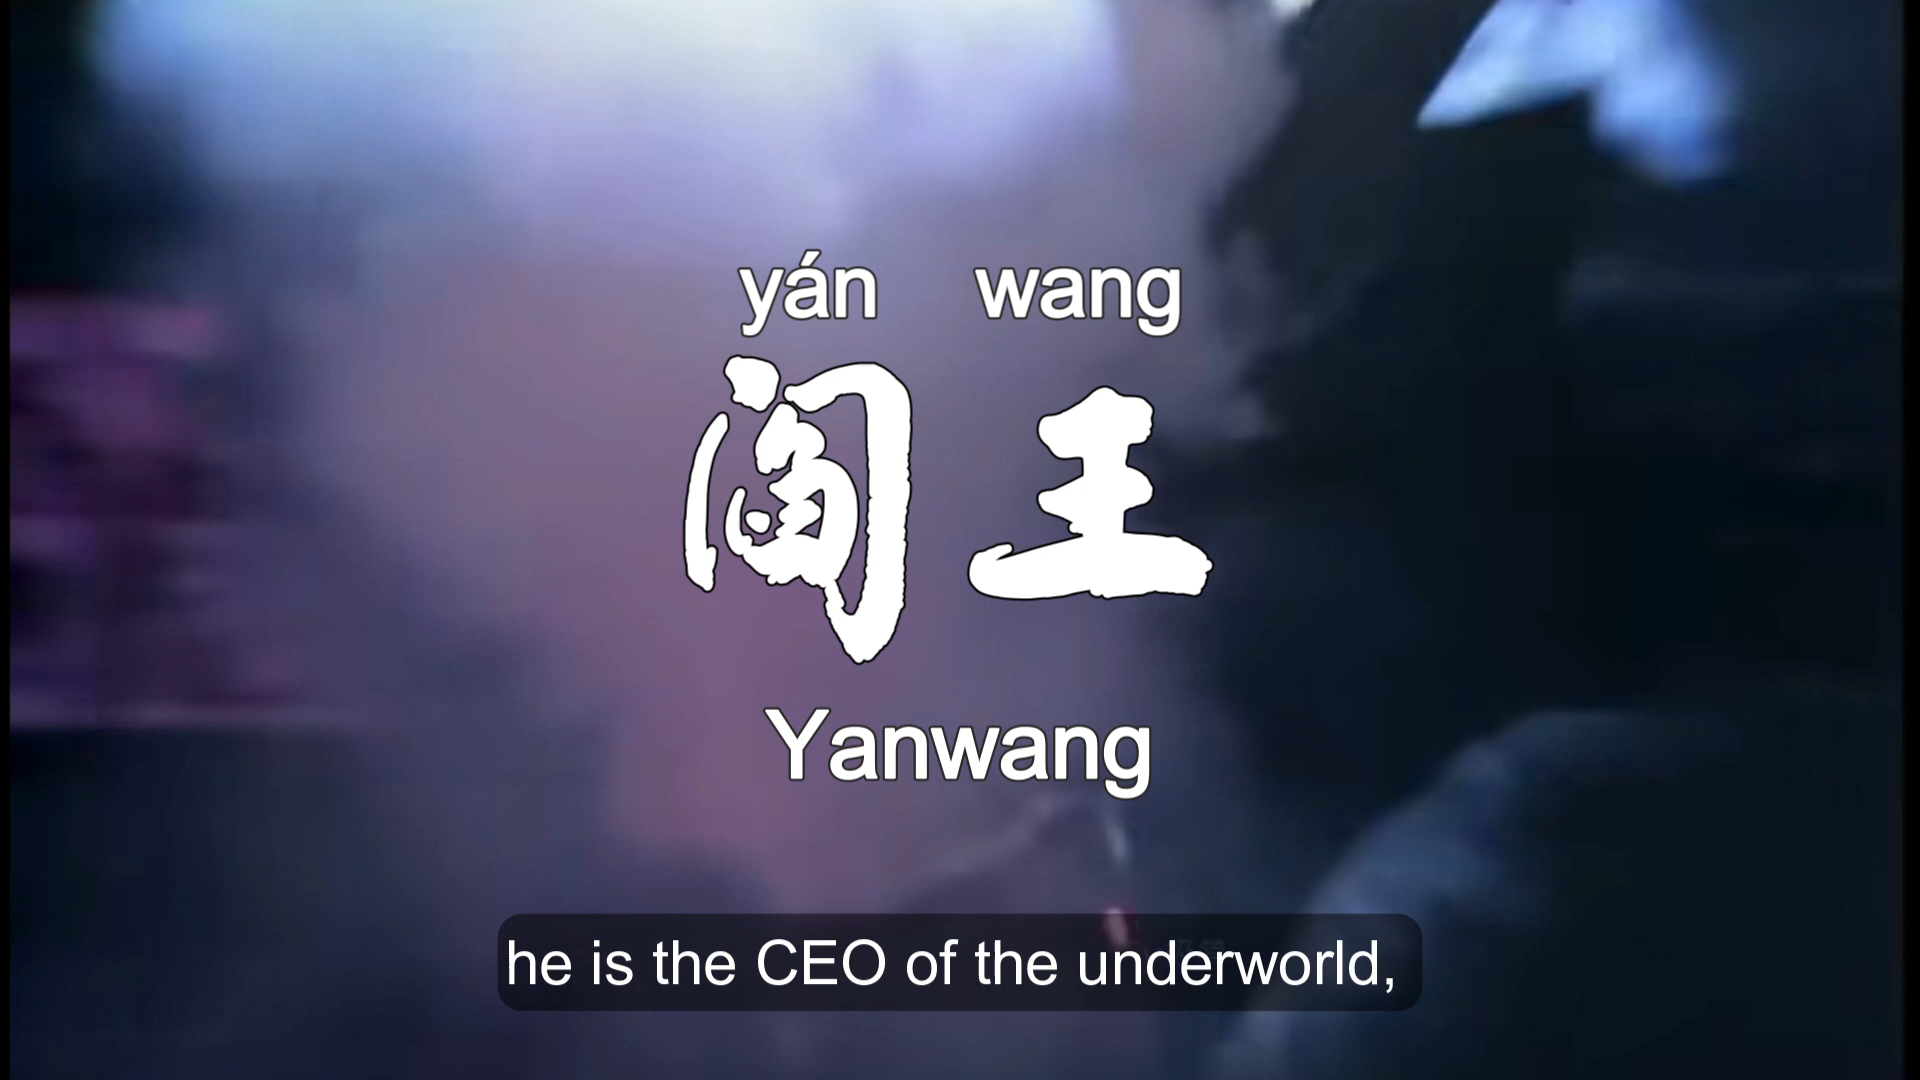 yán wang
阎王
Yanwang
he is the CEO of the underworld,